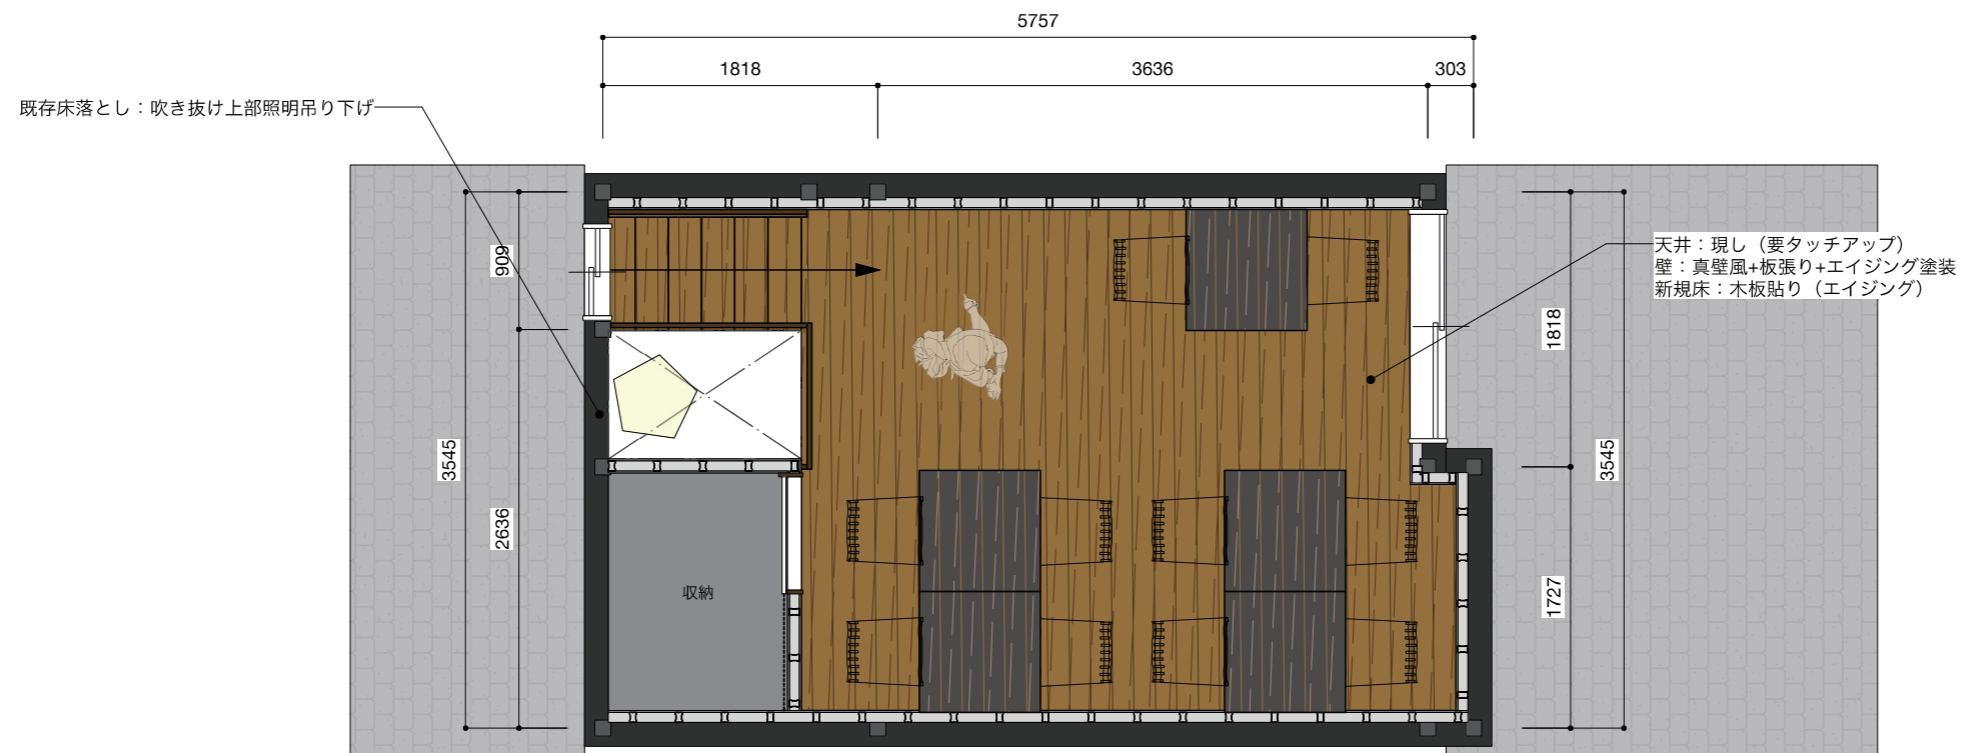 5757
1818
3636
303
既存床落とし：吹き抜け上部照明吊り下げ
909
3545
2636
収納
天井：現し（要タッチアップ）
壁：真壁風+板張り+エイジング塗装
新規床：木板貼り（エイジング）
1818
3545
1727